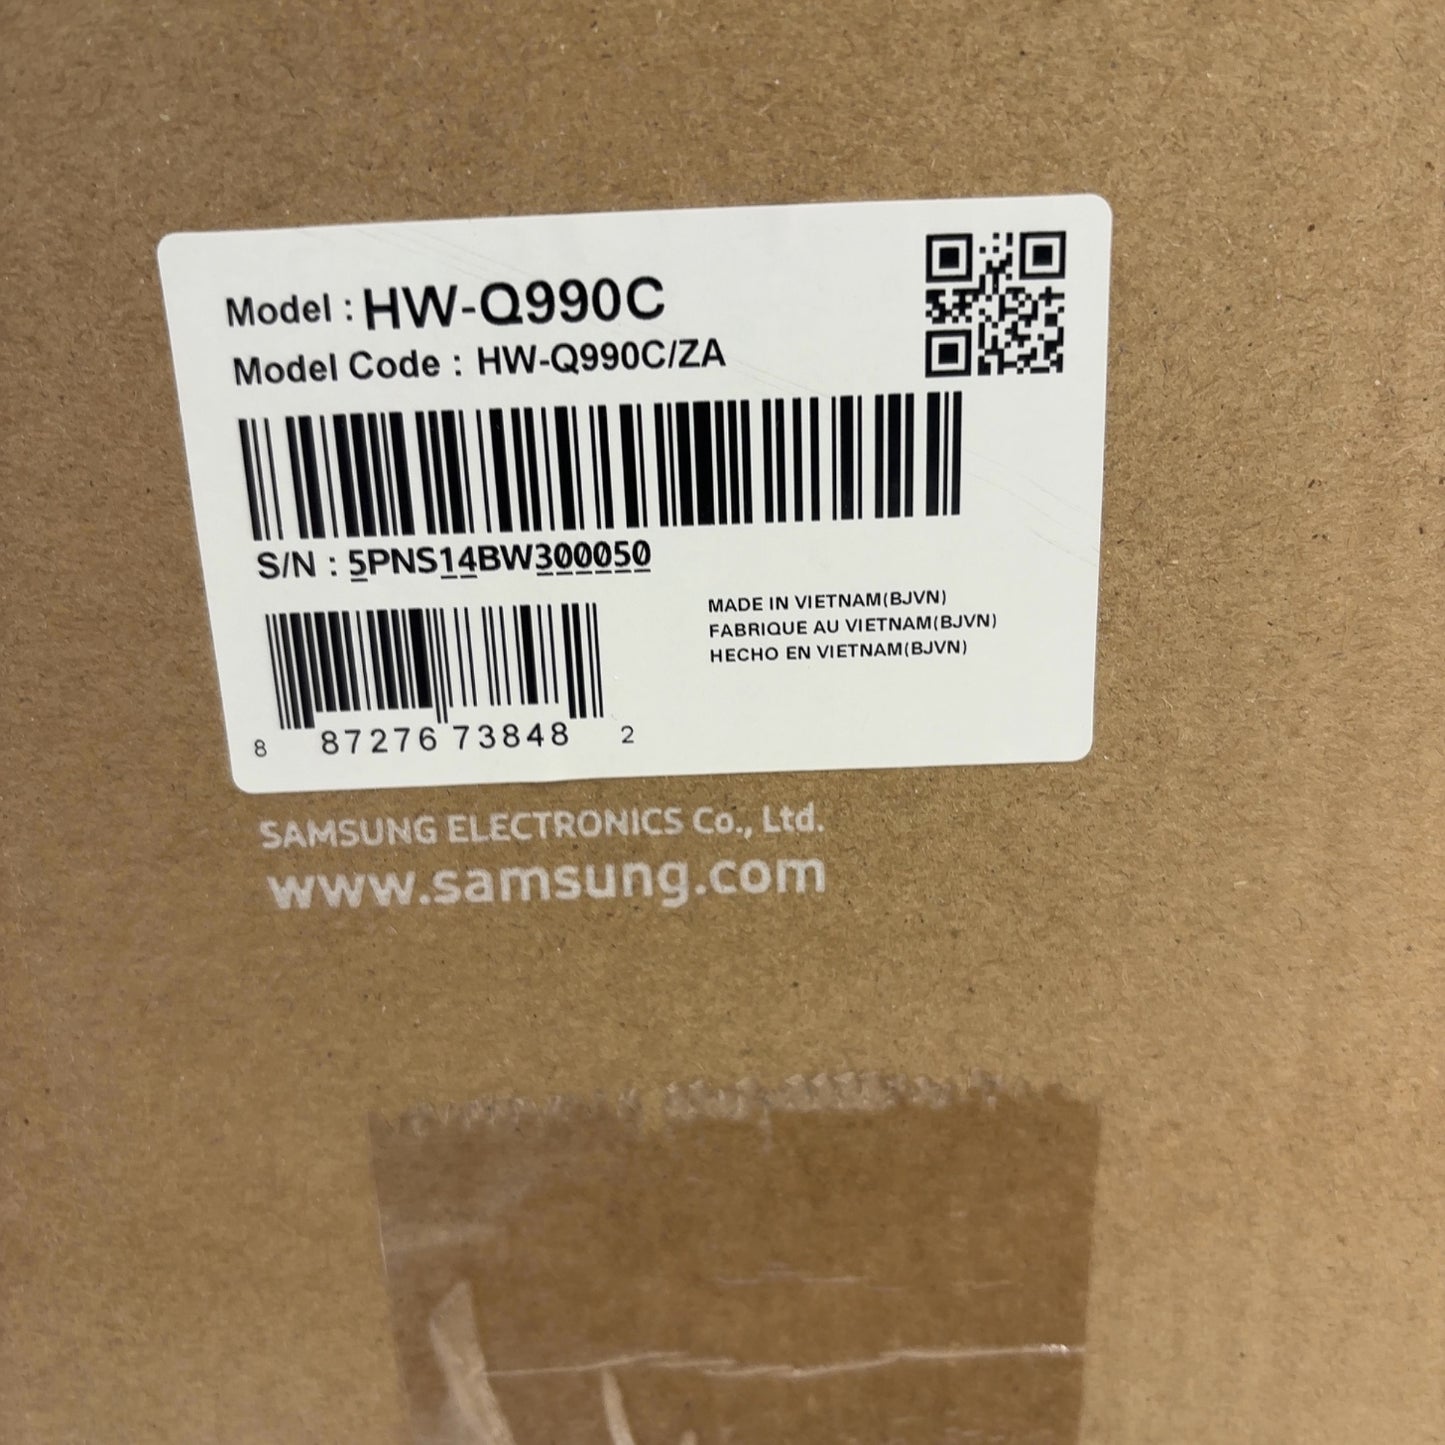 Model : HW-Q990C
Model Code : HW-Q990C/ZA
S/N : 5PNS14BW300050
MADE IN VIETNAM(BJVN)
FABRIQUE AU VIETNAM(BJVN)
HECHO EN VIETNAM(BJVN)
8 87276 73848 2
SAMSUNG ELECTRONICS Co., Ltd.
www.samsung.com